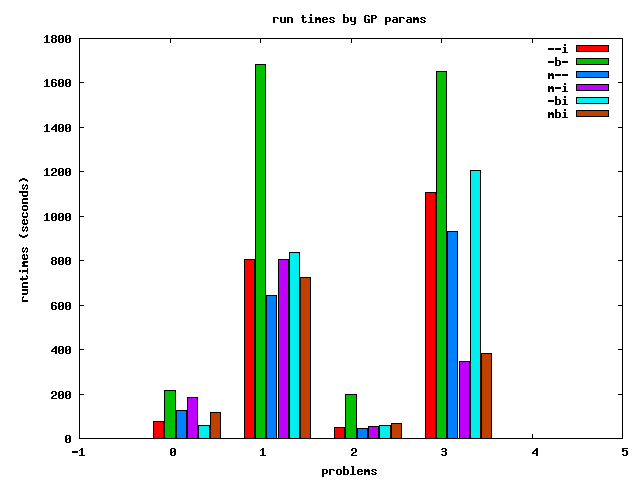 run times by GP params
--i
-b-
m--
m-i
-bi
mbi
1800
1600
1400
1200
1000
800
600
400
200
0
runtimes (seconds)
-1 0 1 2 3 4 5
problems